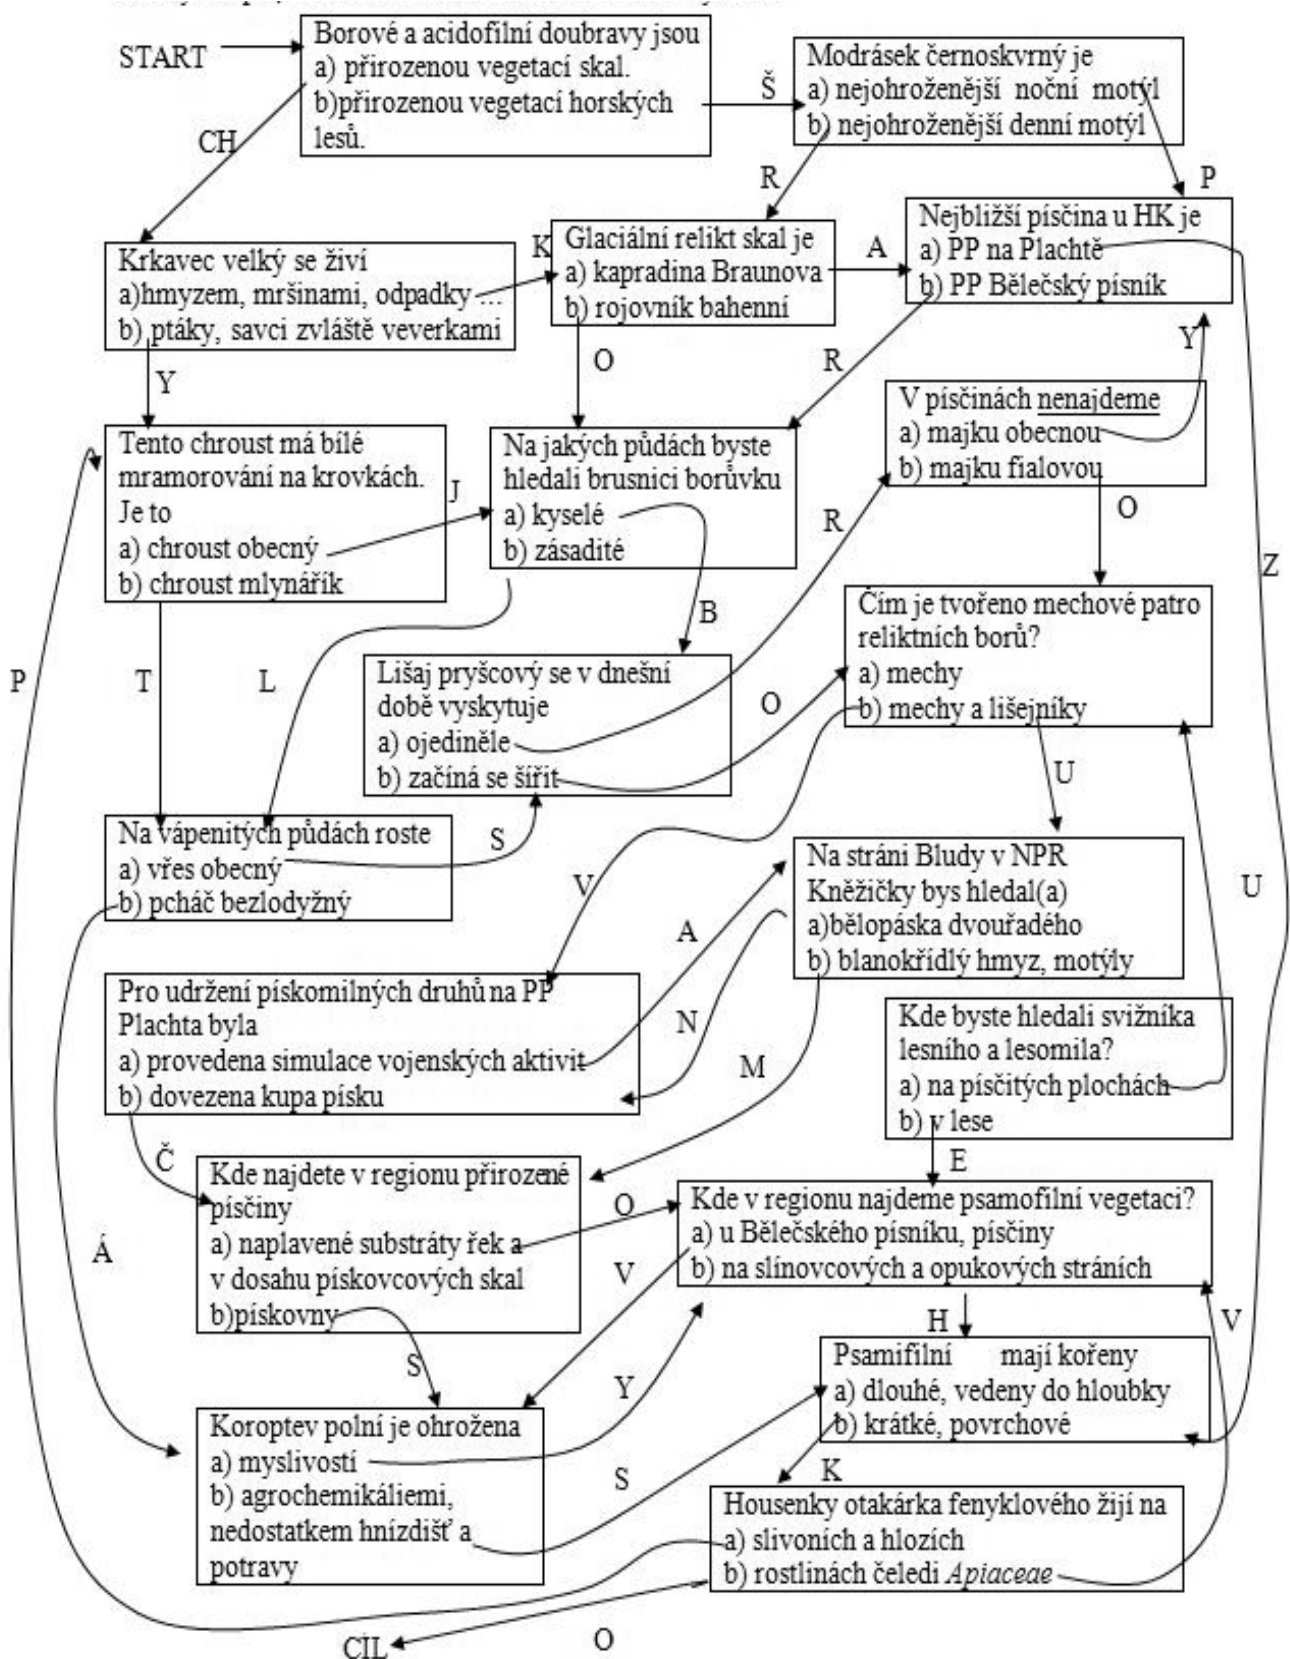 START
Borové a acidofilní doubravy jsou
a) přirozenou vegetací skal.
b)přirozenou vegetací horských
lesů.
Š
Modrásek černoskvrný je
a) nejohroženější noční motýl
b) nejohroženější denní motýl
CH
R
P
Krkavec velký se živí
a)hmyzem, mršinami, odpadky ...
b) ptáky, savci zvláště veverkami
K
Glaciální relikt skal je
a) kapradina Braunova
b) rojovník bahenní
A
Nejbližší písčina u HK je
a) PP na Plachtě
b) PP Bělečský písník
Y
O
R
Y
Tento chroust má bílé
mramorování na krovkách.
Je to
a) chroust obecný
b) chroust mlynářík
J
Na jakých půdách byste
hledali brusnici borůvku
a) kyselé
b) zásadité
V písčinách nenajdeme
a) majku obecnou
b) majku fialovou
R
O
Z
B
Čím je tvořeno mechové patro
reliktních borů?
a) mechy
b) mechy a lišejníky
P
T
L
Lišaj pryšcový se v dnešní
době vyskytuje
a) ojediněle
b) začíná se šířit
O
U
Na vápenitých půdách roste
a) vřes obecný
b) pcháč bezlodyžný
S
V
Na stráni Bludy v NPR
Kněžičky bys hledal(a)
a)bělopáska dvouřadého
b) blanokřídlý hmyz, motýly
U
A
Pro udržení pískomilných druhů na PP
Plachta byla
a) provedena simulace vojenských aktivit
b) dovezena kupa písku
N
M
Kde byste hledali svižníka
lesního a lesomila?
a) na písčitých plochách
b) v lese
Č
E
Kde najdete v regionu přirozené
písčiny
a) naplavené substráty řek a
v dosahu pískovcových skal
b)pískovny
O
Kde v regionu najdeme psamofilní vegetaci?
a) u Bělečského písníku, písčiny
b) na slínovcových a opukových stráních
Á
V
H
V
S
Y
Psamifilní mají kořeny
a) dlouhé, vedeny do hloubky
b) krátké, povrchové
Koroptev polní je ohrožena
a) myslivostí
b) agrochemikáliemi,
nedostatkem hnízdišť a
potravy
S
K
Housenky otakárka fenyklového žijí na
a) slivoních a hlozích
b) rostlinách čeledi Apiaceae
CÍL
O